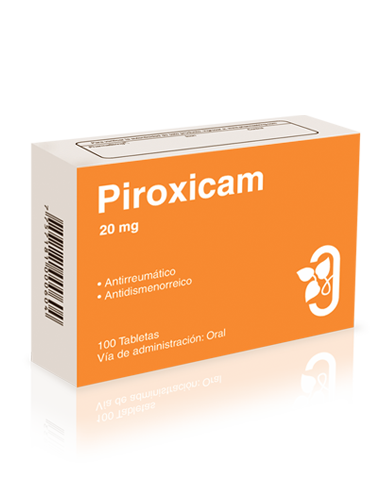 Piroxicam
20 mg
• Antirreumático
• Antidismenorreico
100 Tabletas
Vía de administración: Oral